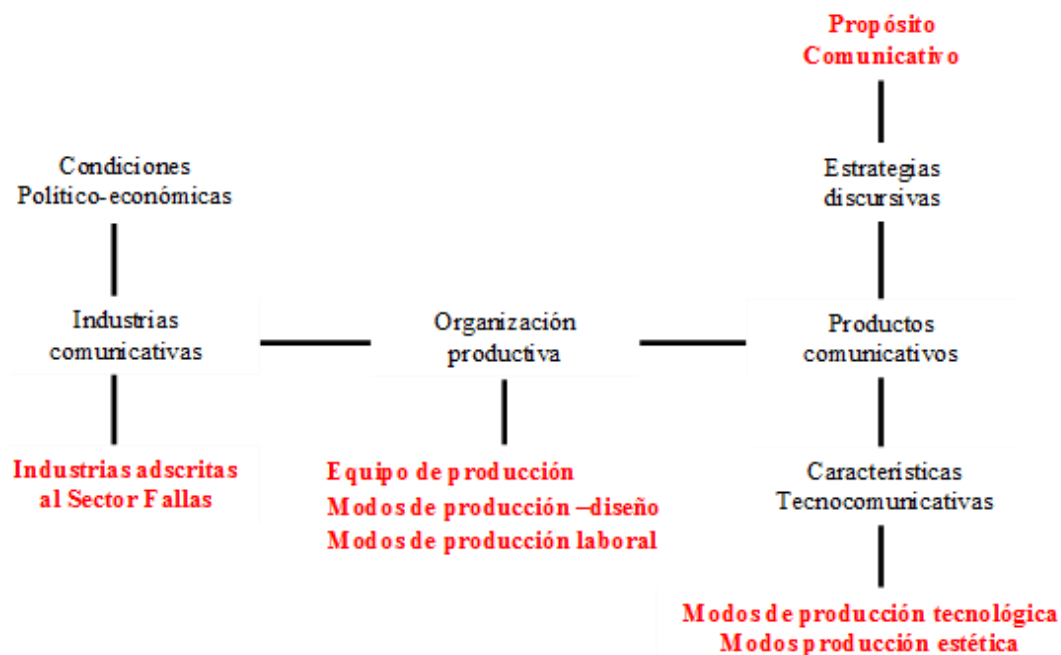 Propósito
Comunicativo
Condiciones
Político-económicas
Estrategias
discursivas
Industrias
comunicativas
Organización
productiva
Productos
comunicativos
Industrias adscritas
al Sector Fallas
Equipo de producción
Modos de producción –diseño
Modos de producción laboral
Características
Tecnocomunicativas
Modos de producción tecnológica
Modos producción estética